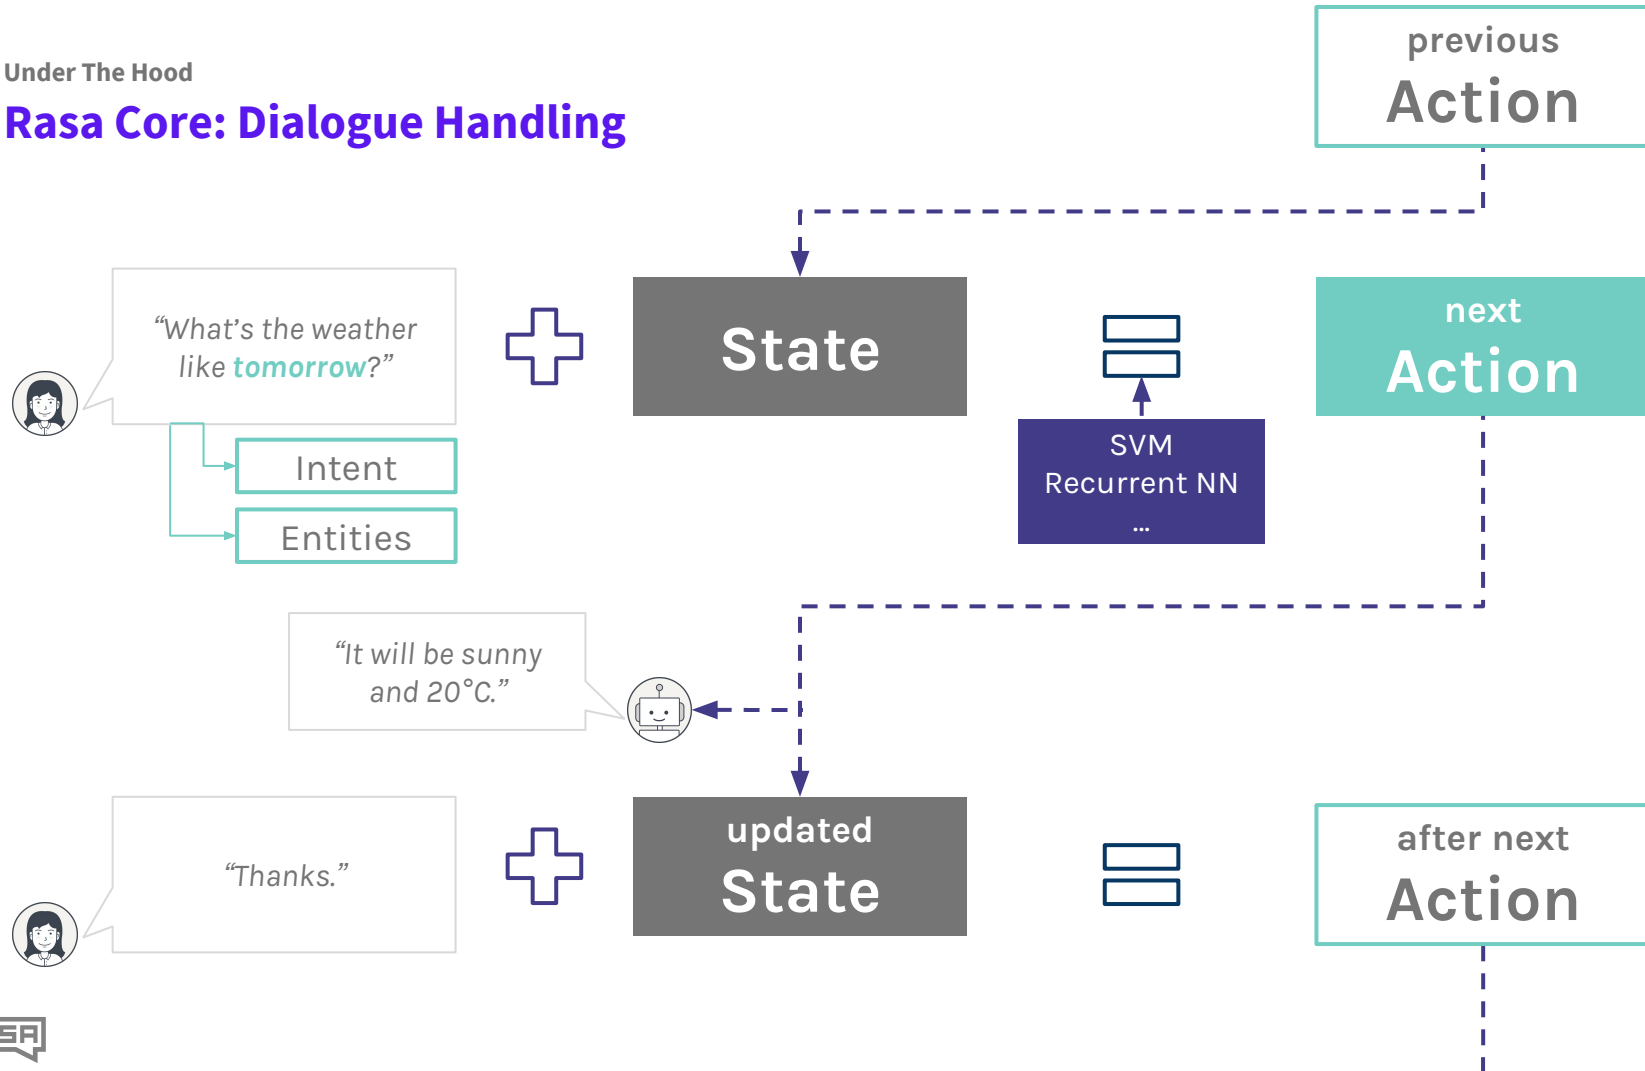 Under The Hood
Rasa Core: Dialogue Handling
previous
Action
“What’s the weather
like tomorrow?”
State
next
Action
Intent
Entities
SVM
Recurrent NN
...
“It will be sunny
and 20°C.”
“Thanks.”
updated
State
after next
Action
SA